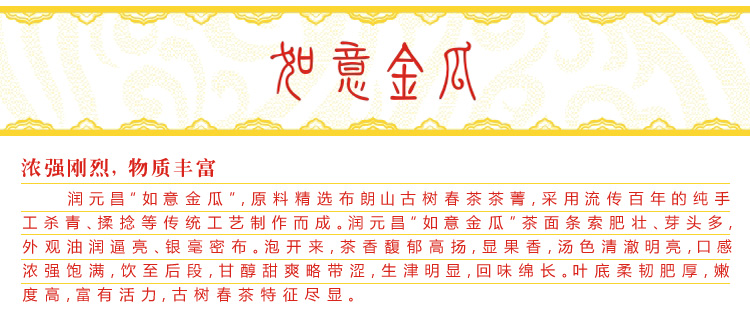 如意金瓜
浓强刚烈,物质丰富
润元昌“如意金瓜”,原料精选布朗山古树春茶茶菁,采用流传百年的纯手
工杀青、揉捻等传统工艺制作而成。润元昌“如意金瓜”茶面条索肥壮、芽头多,
外观油润逼亮、银毫密布。泡开来,茶香馥郁高扬,显果香,汤色清澈明亮,口感
浓强饱满,饮至后段,甘醇甜爽略带涩,生津明显,回味绵长。叶底柔韧肥厚,嫩
度高,富有活力,古树春茶特征尽显。